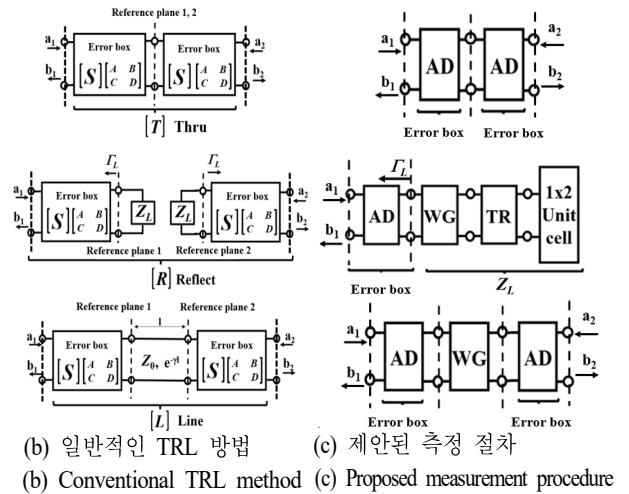 Reference plane 1, 2
a1 Error box Error box a2
b1 [S] [A B C D] [S] [A B C D] b2
[T] Thru
a1 AD AD a2
b1 b2
Error box Error box
ΓL ΓL
a1 Error box Error box a2
b1 [S] [A B C D] ZL ZL [S] [A B C D] b2
Reference plane 1 Reference plane 2
[R] Reflect
ΓL
a1 AD WG TR 1x2 Unit cell
b1
Error box ZL
Reference plane 1 Reference plane 2
l
a1 Error box Error box a2
b1 [S] [A B C D] Z0, e-γl [S] [A B C D] b2
[L] Line
a1 AD WG AD a2
b1 b2
Error box Error box
(b) 일반적인 TRL 방법 (c) 제안된 측정 절차
(b) Conventional TRL method (c) Proposed measurement procedure